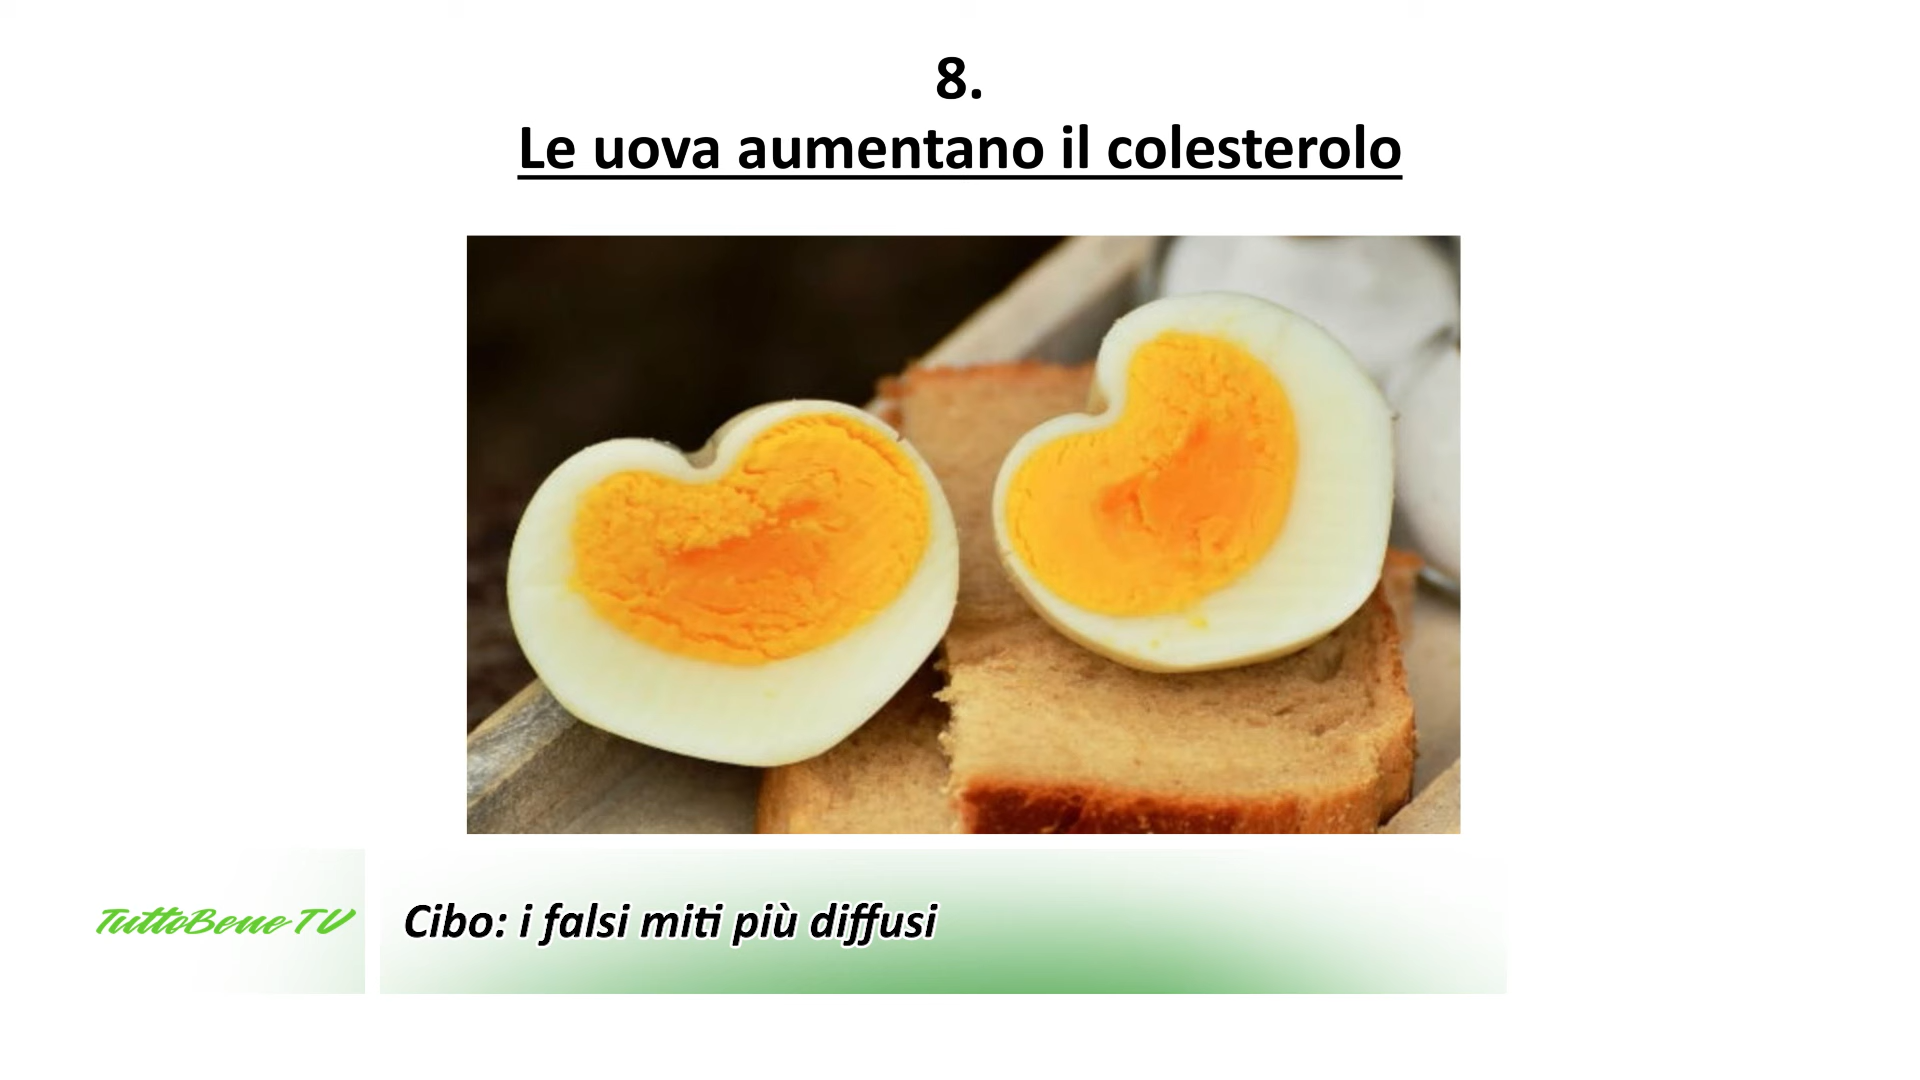 8.
Le uova aumentano il colesterolo
TuttoBene TV
Cibo: i falsi miti più diffusi